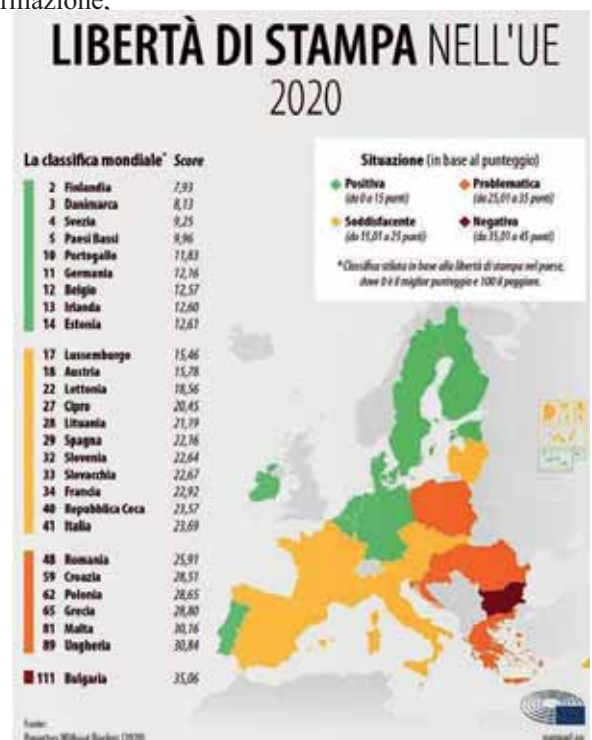 rmazione,
LIBERTÀ DI STAMPA NELL'UE
2020
La classifica mondiale* Score
2 Finlandia 7,93
3 Danimarca 8,13
4 Svezia 9,25
5 Paesi Bassi 9,96
10 Portogallo 11,83
11 Germania 12,16
12 Belgio 12,57
13 Irlanda 12,60
14 Estonia 12,61
17 Lussemburgo 15,46
18 Austria 15,78
22 Lettonia 18,56
27 Cipro 20,45
28 Lituania 21,19
29 Spagna 22,16
32 Slovenia 22,64
33 Slovacchia 22,67
34 Francia 22,92
40 Repubblica Ceca 23,57
41 Italia 23,69
48 Romania 25,91
59 Croazia 28,51
62 Polonia 28,65
65 Grecia 28,80
81 Malta 30,16
89 Ungheria 30,84
111 Bulgaria 35,06
Situazione (in base al punteggio)
Positiva
(da 0 a 15 punti)
Problematica
(da 25,01 a 35 punti)
Soddisfacente
(da 15,01 a 25 punti)
Negativa
(da 35,01 a 45 punti)
*Classifica stilata in base alla libertà di stampa nel paese,
dove 0 è il miglior punteggio e 100 il peggiore.
Fonte:
Reporters Without Borders (2020)
europarl.eu